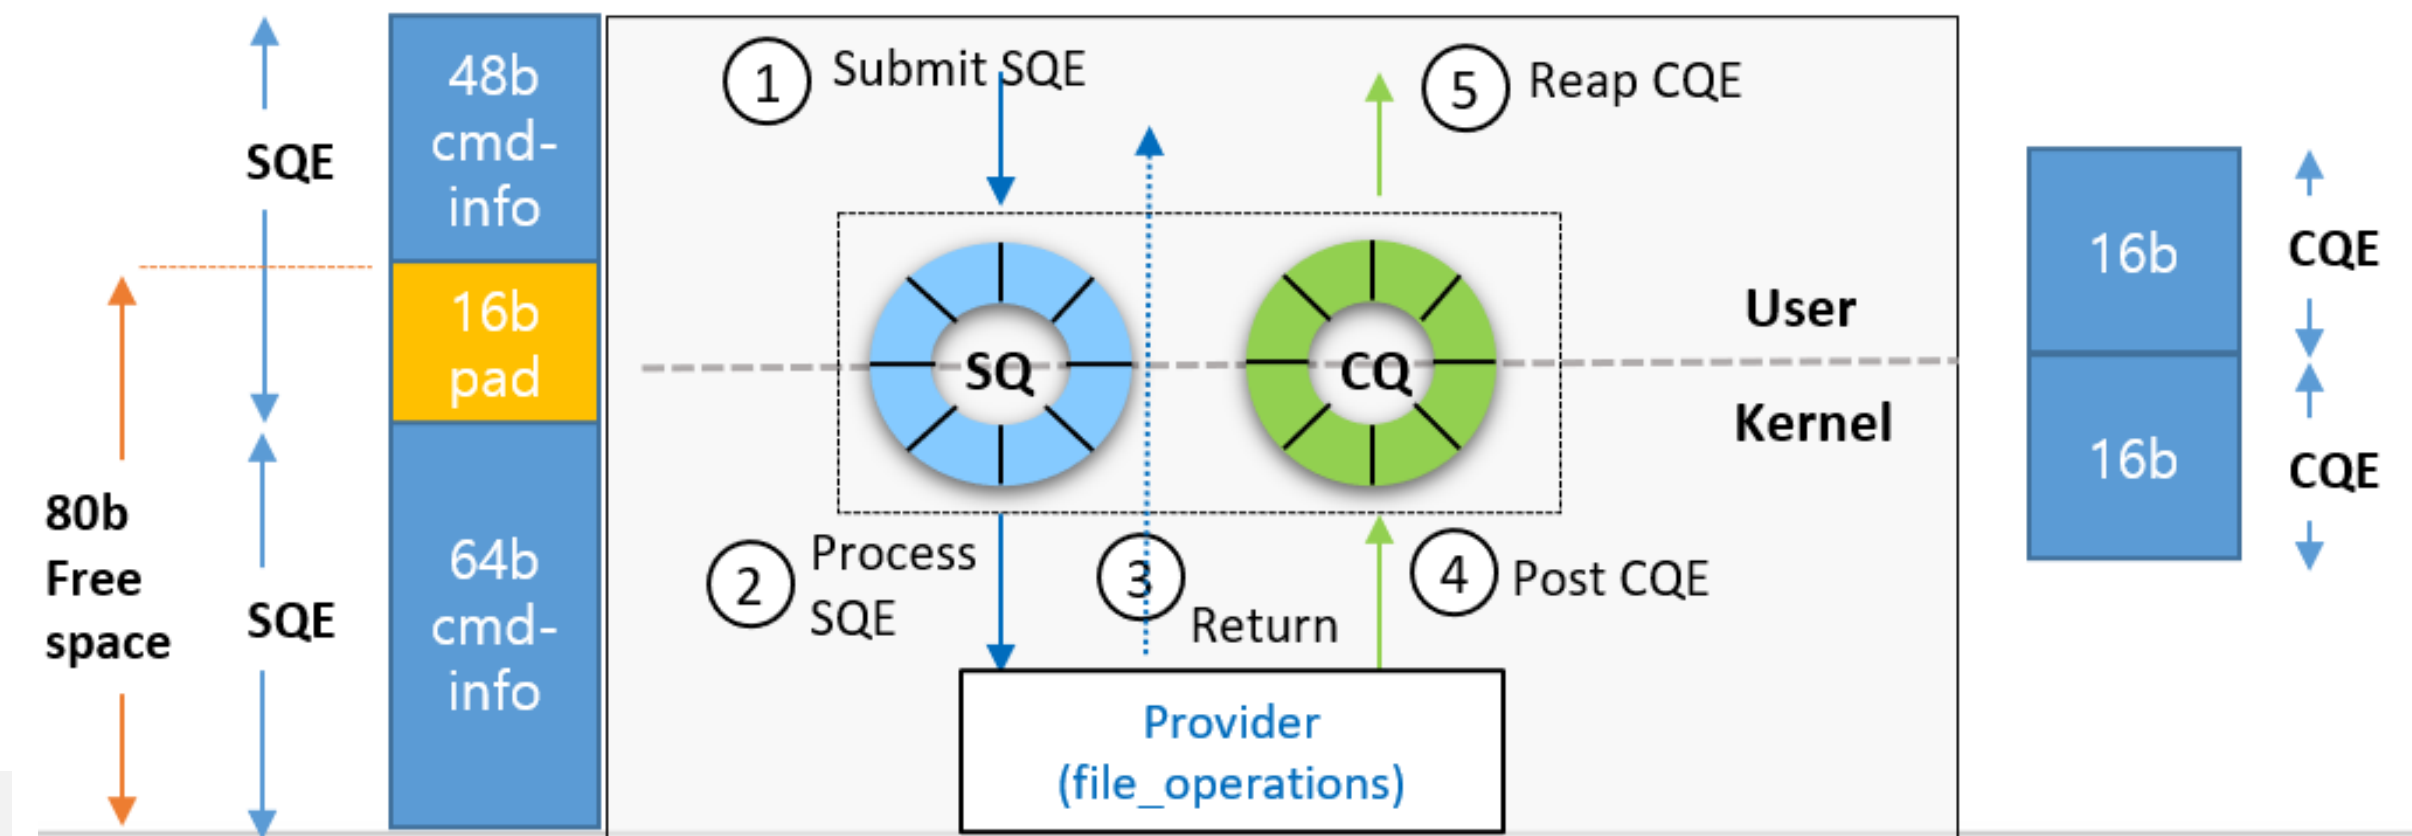 80b
Free
space
SQE
SQE
48b
cmd-
info
16b
pad
64b
cmd-
info
1
Submit SQE
5
Reap CQE
SQ
CQ
User
Kernel
2
Process
SQE
3
Return
4
Post CQE
Provider
(file_operations)
16b
16b
CQE
CQE